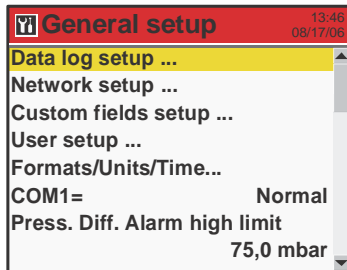 General setup
13:46
08/17/06
Data log setup ...
Network setup ...
Custom fields setup ...
User setup ...
Formats/Units/Time...
COM1= Normal
Press. Diff. Alarm high limit
75,0 mbar